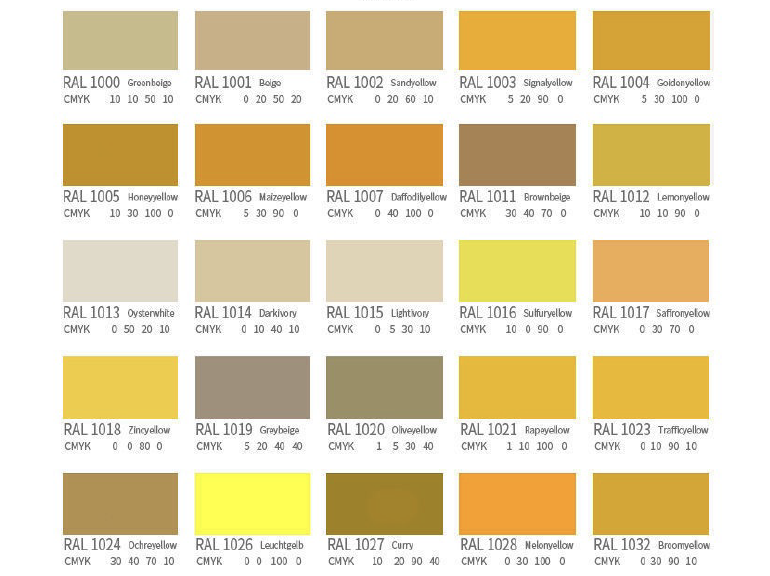 RAL 1000 Greenbeige
CMYK 10 10 50 10
RAL 1001 Beige
CMYK 0 20 50 20
RAL 1002 Sandyellow
CMYK 0 20 60 10
RAL 1003 Signalyellow
CMYK 5 20 90 0
RAL 1004 Goldenyellow
CMYK 5 30 100 0
RAL 1005 Honeyyellow
CMYK 10 30 100 0
RAL 1006 Maizeyellow
CMYK 5 30 90 0
RAL 1007 Daffodilyellow
CMYK 0 40 100 0
RAL 1011 Brownbeige
CMYK 30 40 70 0
RAL 1012 Lemonyellow
CMYK 10 10 90 0
RAL 1013 Oysterwhite
CMYK 0 50 20 10
RAL 1014 Darkivory
CMYK 0 10 40 10
RAL 1015 Lightivory
CMYK 0 5 30 10
RAL 1016 Sulfuryellow
CMYK 10 0 90 0
RAL 1017 Saffronyellow
CMYK 0 30 70 0
RAL 1018 Zincyellow
CMYK 0 0 80 0
RAL 1019 Greybeige
CMYK 5 20 40 40
RAL 1020 Oliveyellow
CMYK 1 5 30 40
RAL 1021 Rapeyellow
CMYK 1 10 100 0
RAL 1023 Trafficyellow
CMYK 0 10 90 10
RAL 1024 Ochreyellow
CMYK 30 40 70 10
RAL 1026 Leuchtgelb
CMYK 0 0 100 0
RAL 1027 Curry
CMYK 10 20 90 40
RAL 1028 Melonyellow
CMYK 0 30 100 0
RAL 1032 Broomyellow
CMYK 0 30 90 10